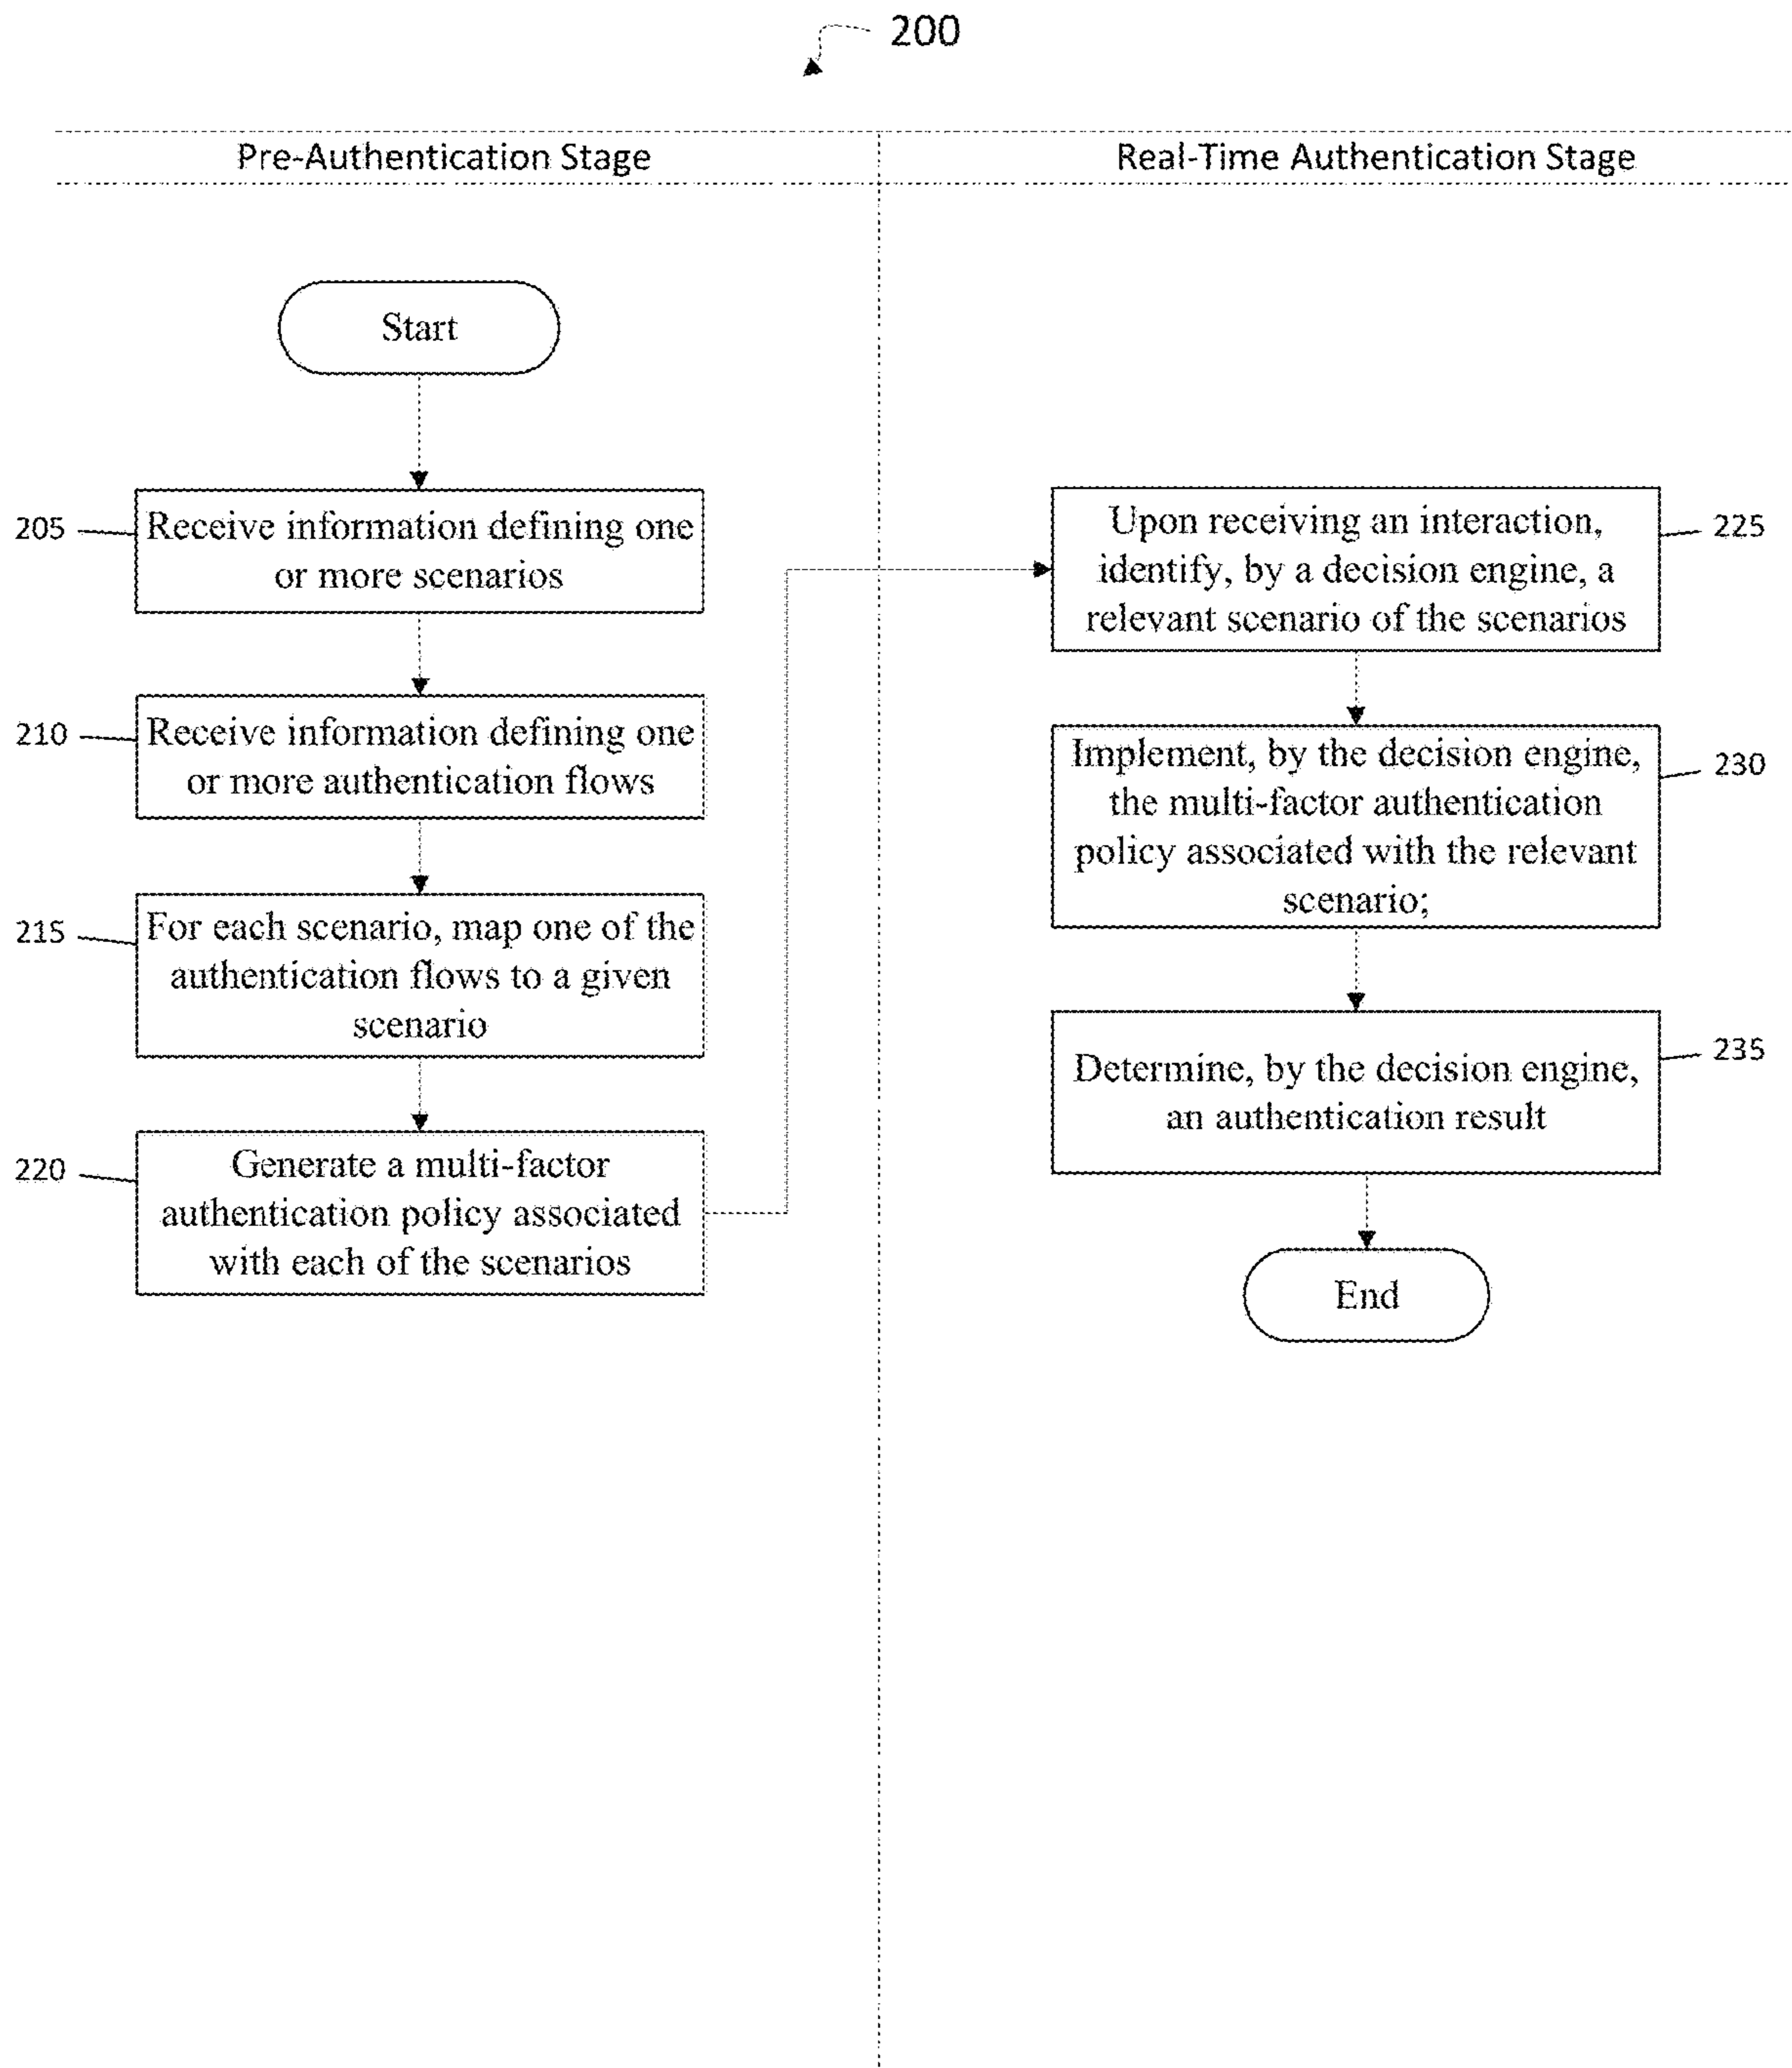 200
Pre-Authentication Stage
Real-Time Authentication Stage
Start
205
Receive information defining one
or more scenarios
210
Receive information defining one
or more authentication flows
215
For each scenario, map one of the
authentication flows to a given
scenario
220
Generate a multi-factor
authentication policy associated
with each of the scenarios
Upon receiving an interaction,
identify, by a decision engine, a
relevant scenario of the scenarios
225
Implement, by the decision engine,
the multi-factor authentication
policy associated with the relevant
scenario;
230
Determine, by the decision engine,
an authentication result
235
End